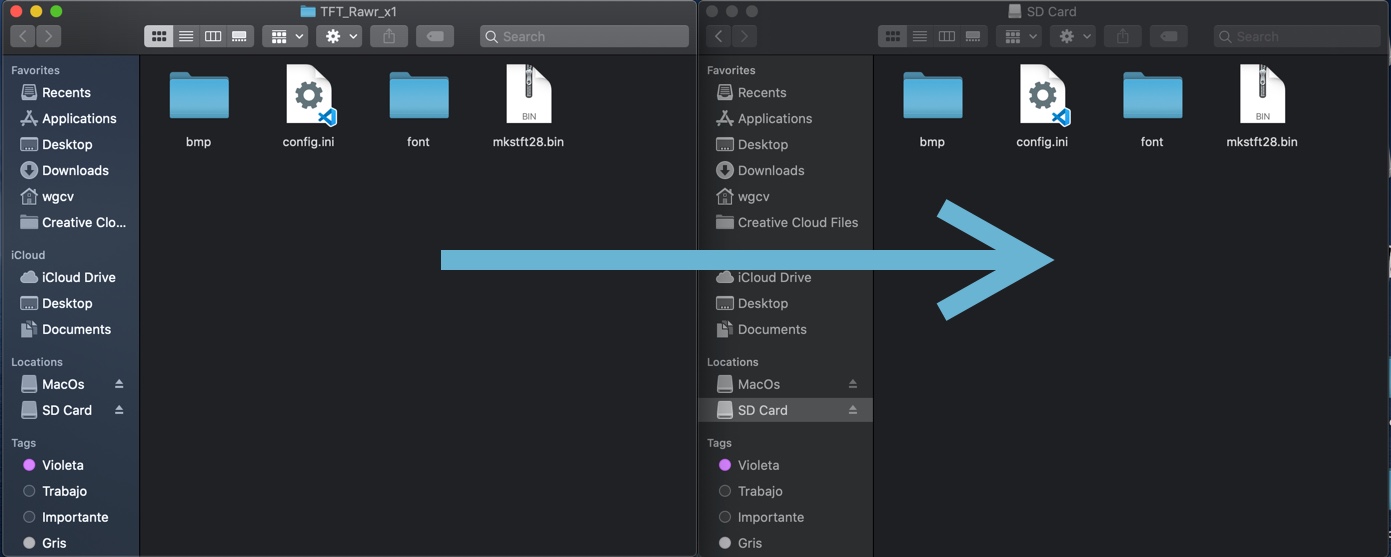 TFT_Rawr_x1
Search
Favorites
Recents
Applications
Desktop
Downloads
wgcv
Creative Clo...
iCloud
iCloud Drive
Desktop
Documents
Locations
MacOs
SD Card
Tags
Violeta
Trabajo
Importante
Gris
bmp
config.ini
font
BIN
mkstft28.bin
SD Card
Search
Favorites
Recents
Applications
Desktop
Downloads
wgcv
Creative Cloud Files
iCloud Drive
Desktop
Documents
Locations
MacOs
SD Card
Tags
Violeta
Trabajo
Importante
Gris
bmp
config.ini
font
BIN
mkstft28.bin